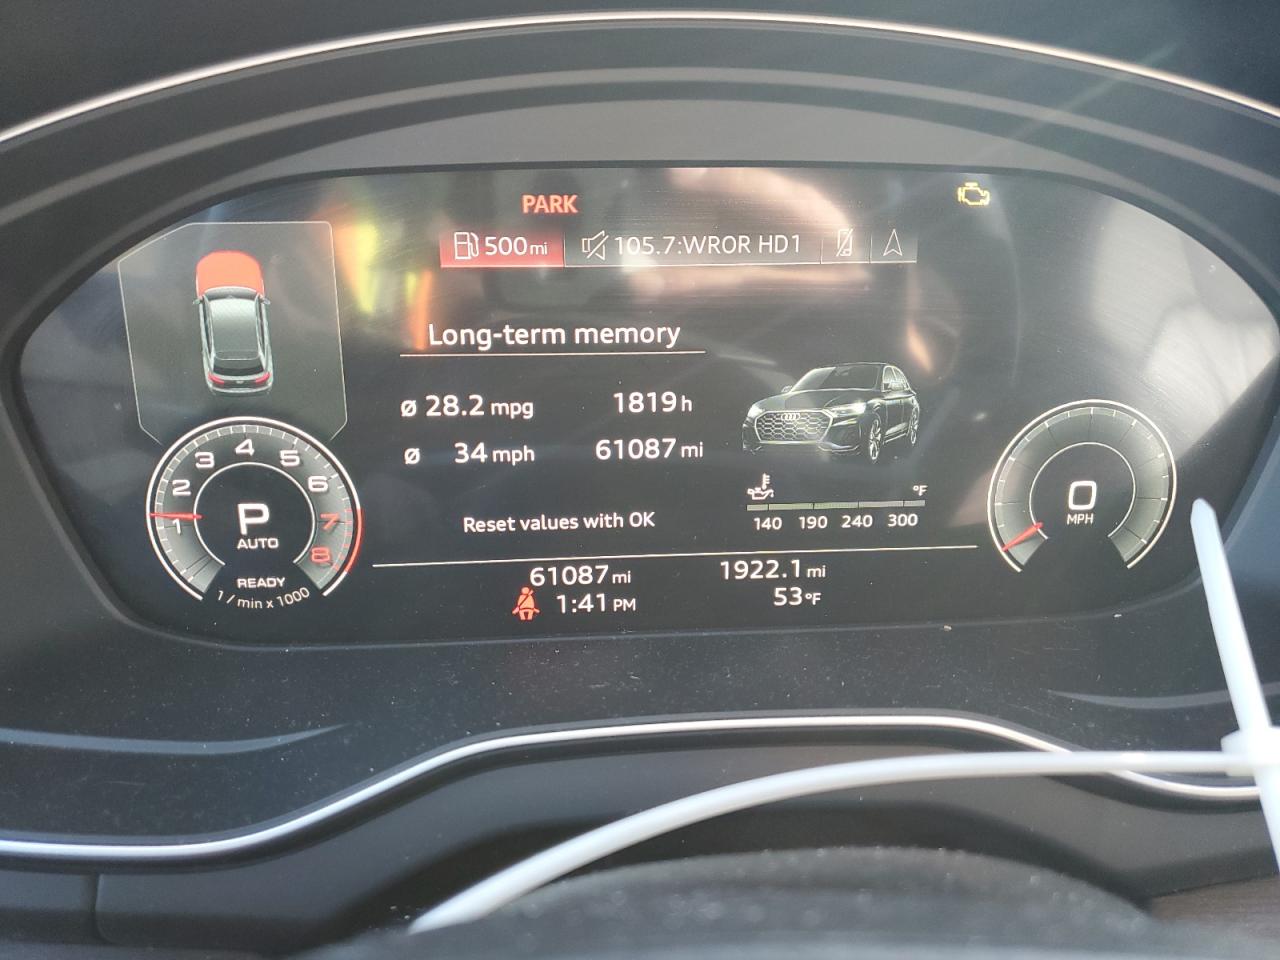 PARK
500 mi 105.7:WROR HD1
Long-term memory
ø 28.2 mpg 1819 h
ø 34 mph 61087 mi
Reset values with OK
°F
140 190 240 300
1 2 3 4 5 6 7 8
P
AUTO
READY
1 / min x 1000
0
MPH
61087 mi 1922.1 mi
1:41 PM 53 °F